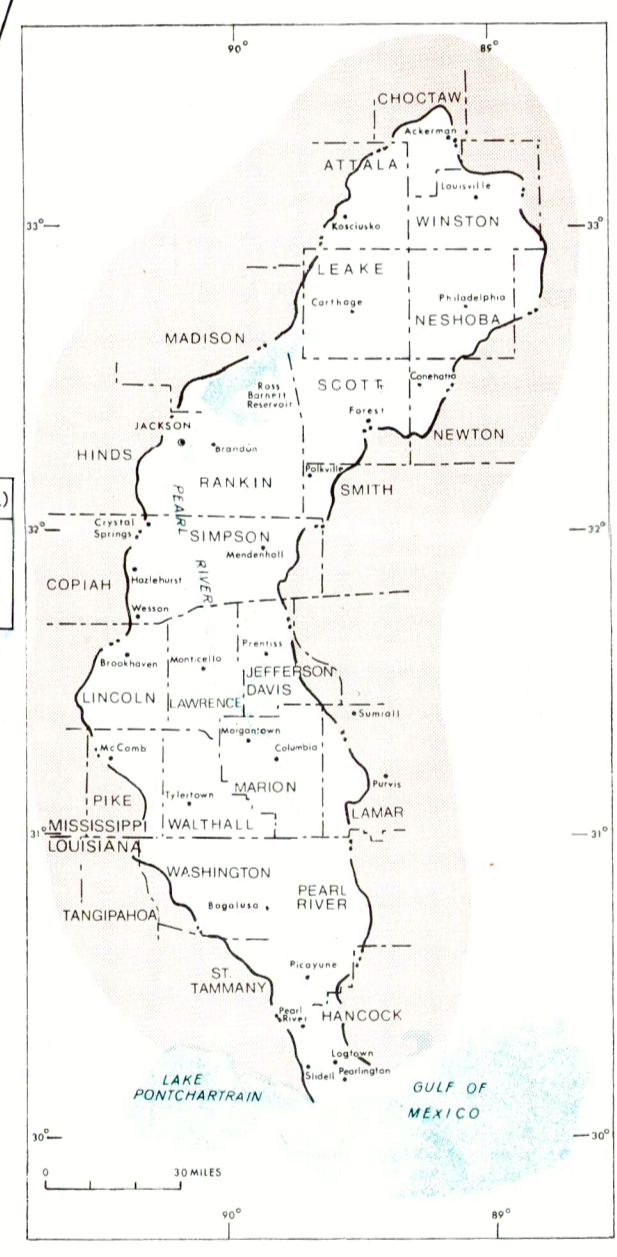 90°
89°
CHOCTAW
Ackerman
ATTALA
Louisville
33°
Kosciusko
WINSTON
33°
LEAKE
Carthage
Philadelphia
NESHOBA
MADISON
Ross
Barnett
Reservoir
SCOTT
Conehatta
Forest
JACKSON
Brandon
HINDS
NEWTON
Polkville
RANKIN
SMITH
)
PEARL
RIVER
Crystal
Springs
32°
SIMPSON
32°
Mendenhall
COPIAH
Hazlehurst
Wesson
Prentiss
Brookhaven
Monticello
JEFFERSON
DAVIS
LINCOLN
LAWRENCE
Sumrall
Morgantown
McComb
Columbia
Purvis
PIKE
Tylertown
MARION
LAMAR
31°
MISSISSIPPI
WALTHALL
31°
LOUISIANA
WASHINGTON
PEARL
RIVER
TANGIPAHOA
Bogalusa
Picayune
ST.
TAMMANY
Pearl
River
HANCOCK
Logtown
Slidell
Pearlington
LAKE
PONTCHARTRAIN
GULF OF
MEXICO
30°
30°
0
30 MILES
90°
89°